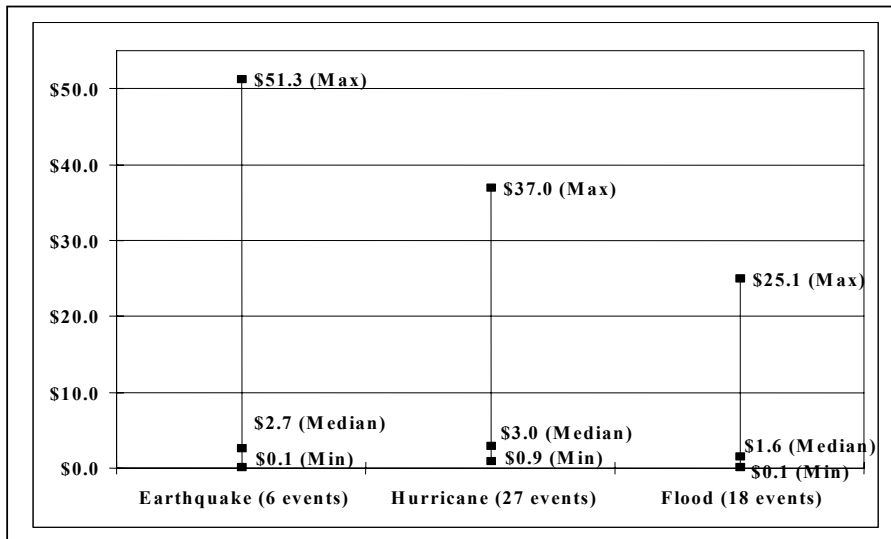 $50.0
$40.0
$30.0
$20.0
$10.0
$0.0
$51.3 (Max)
$2.7 (Median)
$0.1 (Min)
$37.0 (Max)
$3.0 (Median)
$0.9 (Min)
$25.1 (Max)
$1.6 (Median)
$0.1 (Min)
Earthquake (6 events)
Hurricane (27 events)
Flood (18 events)